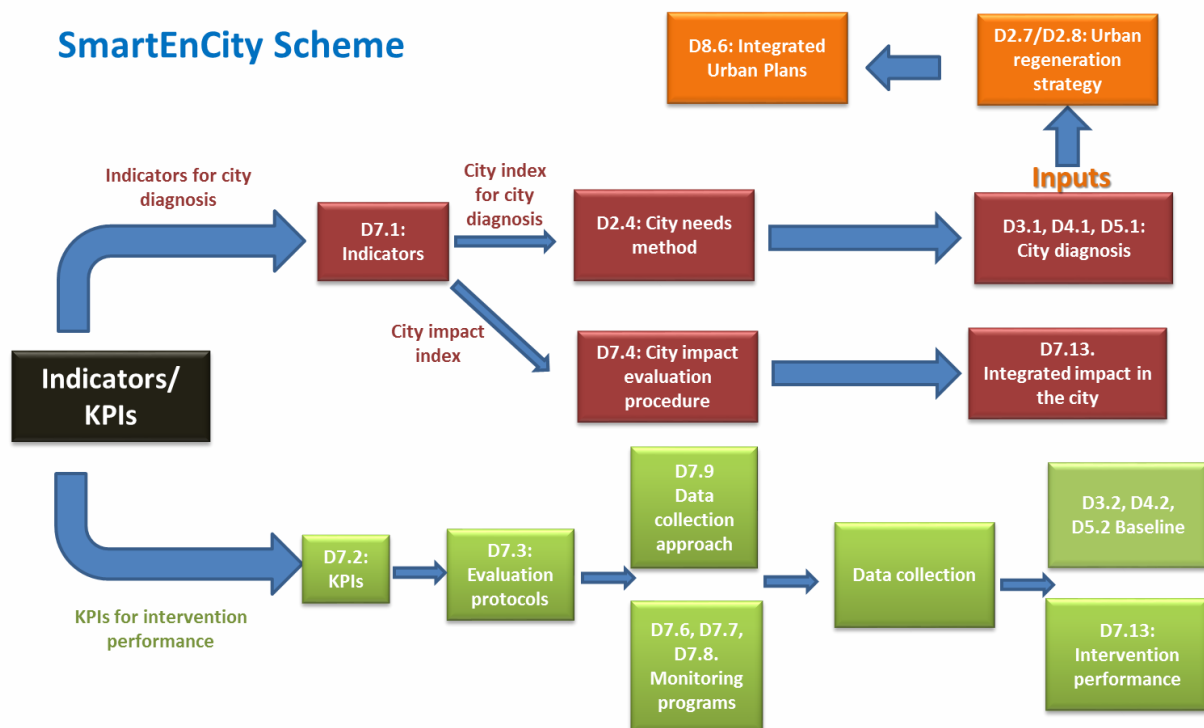 SmartEnCity Scheme
D8.6: Integrated
Urban Plans
D2.7/D2.8: Urban
regeneration
strategy
Inputs
Indicators for city
diagnosis
City index
for city
diagnosis
D7.1:
Indicators
D2.4: City needs
method
D3.1, D4.1, D5.1:
City diagnosis
City impact
index
D7.4: City impact
evaluation
procedure
D7.13.
Integrated impact in
the city
Indicators/
KPIs
D7.9
Data
collection
approach
D3.2, D4.2,
D5.2 Baseline
D7.2:
KPIs
D7.3:
Evaluation
protocols
Data collection
KPIs for intervention
performance
D7.6, D7.7,
D7.8.
Monitoring
programs
D7.13:
Intervention
performance